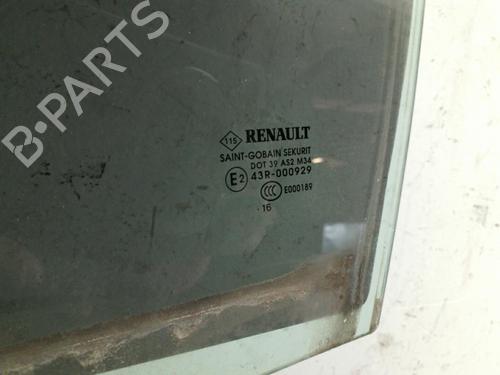 B-PARTS
115 RENAULT
SAINT-GOBAIN SEKURIT
DOT 39 AS2 M34
E2 43R-000929
CCC E000189
.16